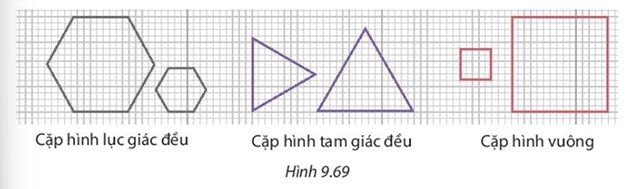 Cặp hình lục giác đều
Cặp hình tam giác đều
Cặp hình vuông
Hình 9.69